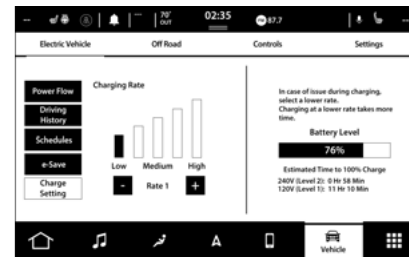 70°
OUT
02:35
FM 87.7
Electric Vehicle
Off Road
Controls
Settings
Power Flow
Driving
History
Schedules
e-Save
Charge
Setting
Charging Rate
Low
Medium
High
-
Rate 1
+
In case of issue during charging,
select a lower rate.
Charging at a lower rate takes more
time.
Battery Level
76%
Estimated Time to 100% Charge
240V (Level 2): 0 Hr 58 Min
120V (Level 1): 11 Hr 10 Min
Vehicle